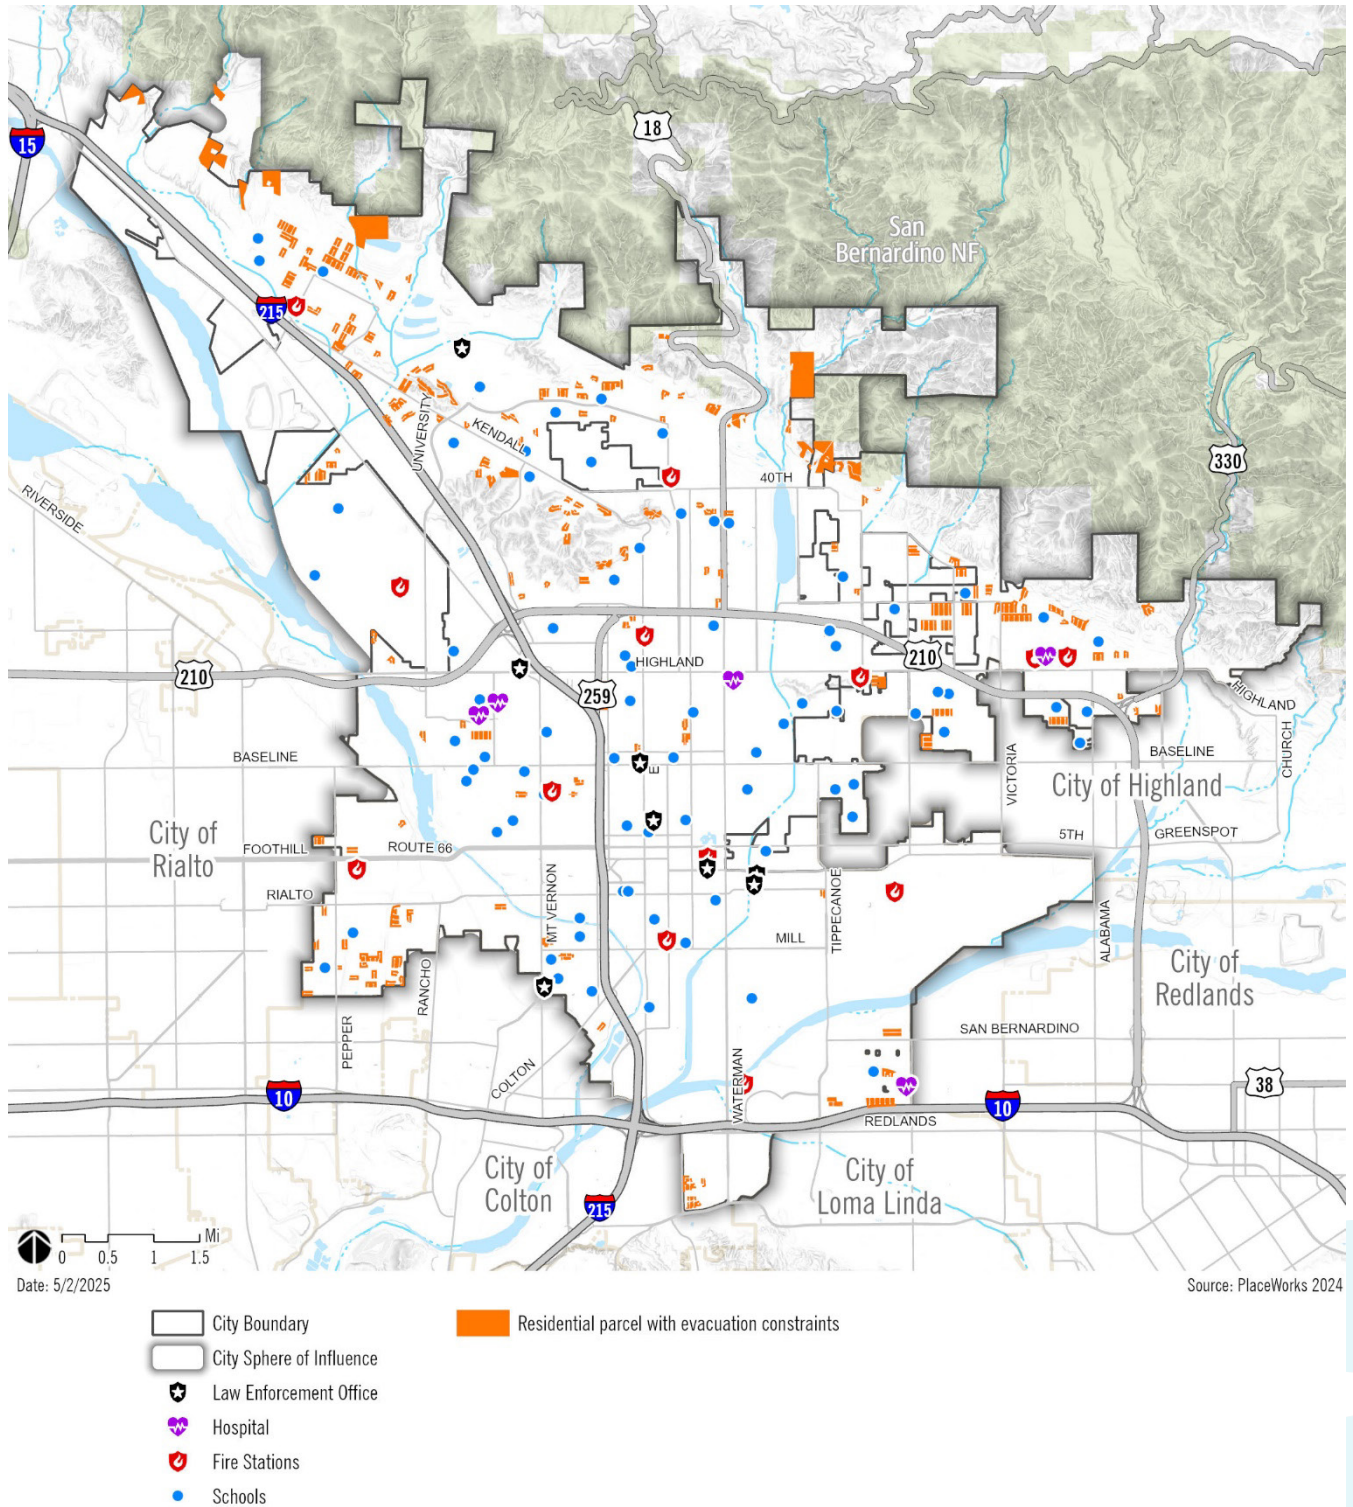 18
15
San
Bernardino NF
215
UNIVERSITY
KENDALL
330
40TH
RIVERSIDE
210
HIGHLAND
210
259
HIGHLAND
BASELINE
E
VICTORIA
BASELINE
CHURCH
City of Highland
City of
Rialto
FOOTHILL
ROUTE 66
5TH
GREENSPOT
RIALTO
MT VERNON
TIPPECANOE
MILL
ALABAMA
City of
Redlands
RANCHO
PEPPER
SAN BERNARDINO
COLTON
WATERMAN
38
10
10
REDLANDS
City of
Colton
City of
Loma Linda
215
Mi
0 0.5 1 1.5
Date: 5/2/2025
Source: PlaceWorks 2024
City Boundary
Residential parcel with evacuation constraints
City Sphere of Influence
Law Enforcement Office
Hospital
Fire Stations
Schools